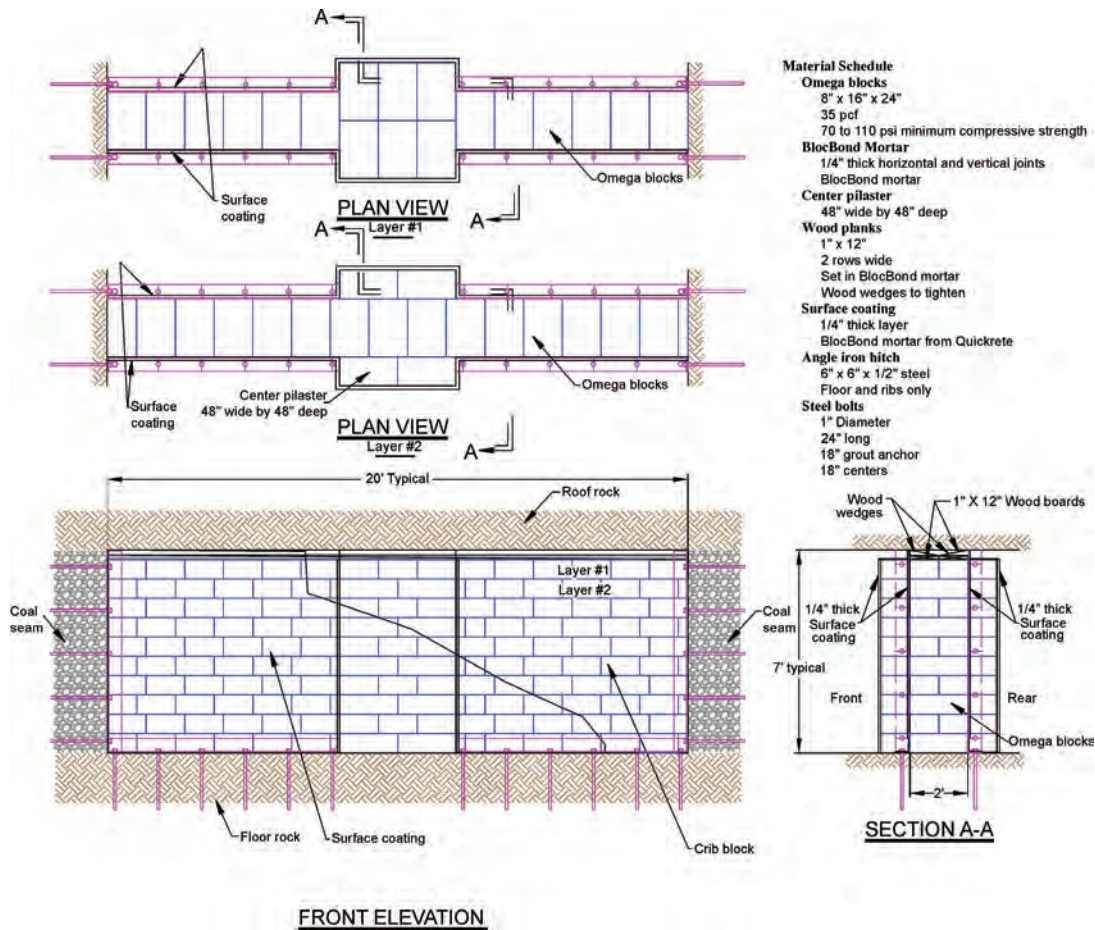 A
Surface
coating
Omega blocks
PLAN VIEW
Layer #1
A
A
Surface
coating
Center pilaster
48" wide by 48" deep
Omega blocks
PLAN VIEW
Layer #2
A
Material Schedule
Omega blocks
8" x 16" x 24"
35 pcf
70 to 110 psi minimum compressive strength
BlocBond Mortar
1/4" thick horizontal and vertical joints
BlocBond mortar
Center pilaster
48" wide by 48" deep
Wood planks
1" x 12"
2 rows wide
Set in BlocBond mortar
Wood wedges to tighten
Surface coating
1/4" thick layer
BlocBond mortar from Quickrete
Angle iron hitch
6" x 6" x 1/2" steel
Floor and ribs only
Steel bolts
1" Diameter
24" long
18" grout anchor
18" centers
20' Typical
Roof rock
Layer #1
Layer #2
Coal
seam
Coal
seam
Floor rock
Surface coating
Crib block
FRONT ELEVATION
Wood
wedges
1" X 12" Wood boards
1/4" thick
Surface
coating
1/4" thick
Surface
coating
7' typical
Front
Rear
Omega blocks
2'
SECTION A-A